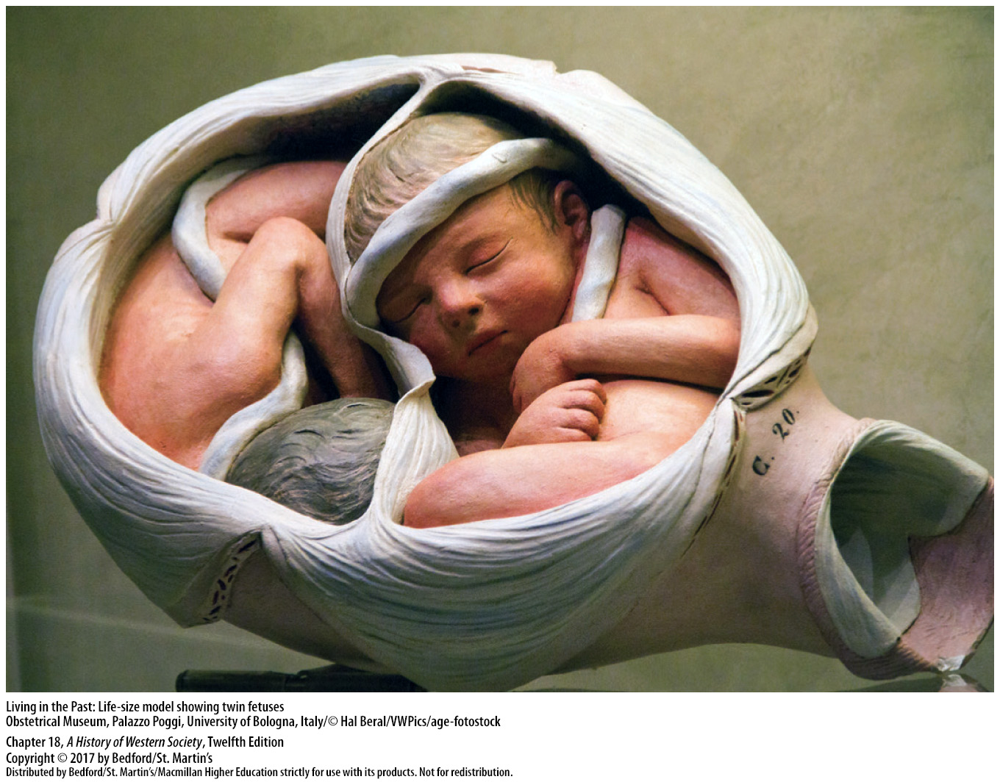 C. 20.
Living in the Past: Life-size model showing twin fetuses
Obstetrical Museum, Palazzo Poggi, University of Bologna, Italy/© Hal Beral/VWPics/age-fotostock
Chapter 18, A History of Western Society, Twelfth Edition
Copyright © 2017 by Bedford/St. Martin's
Distributed by Bedford/St. Martin's/Macmillan Higher Education strictly for use with its products. Not for redistribution.